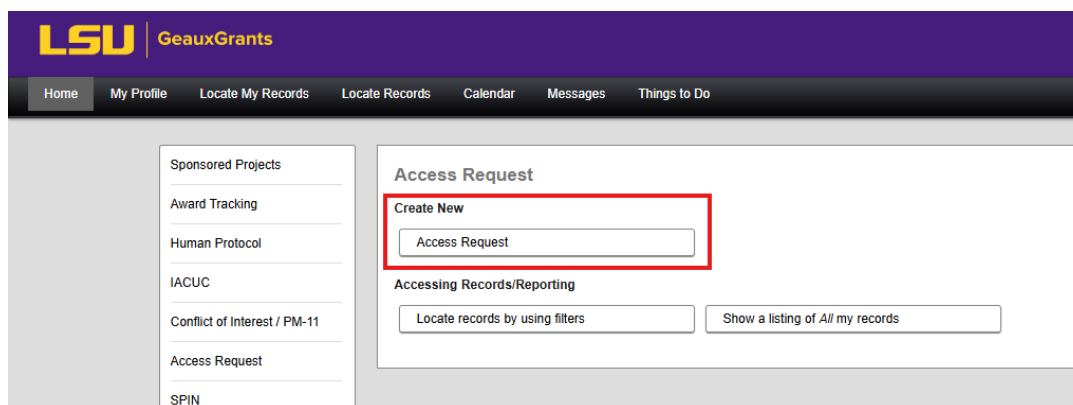 LSU GeauxGrants
Home My Profile Locate My Records Locate Records Calendar Messages Things to Do
Sponsored Projects
Award Tracking
Human Protocol
IACUC
Conflict of Interest / PM-11
Access Request
SPIN
Access Request
Create New
Access Request
Accessing Records/Reporting
Locate records by using filters Show a listing of All my records